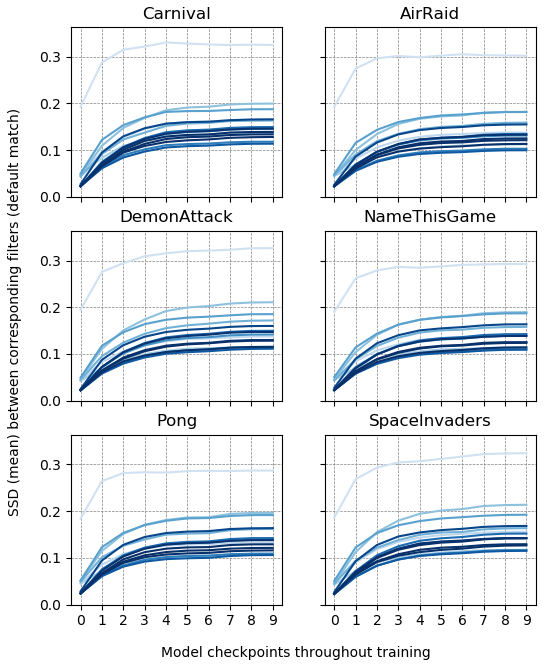 Carnival
AirRaid
0.3
0.2
0.1
0.0
DemonAttack
NameThisGame
0.3
0.2
0.1
0.0
Pong
SpaceInvaders
0.3
0.2
0.1
0.0
0 1 2 3 4 5 6 7 8 9
0 1 2 3 4 5 6 7 8 9
SSD (mean) between corresponding filters (default match)
Model checkpoints throughout training